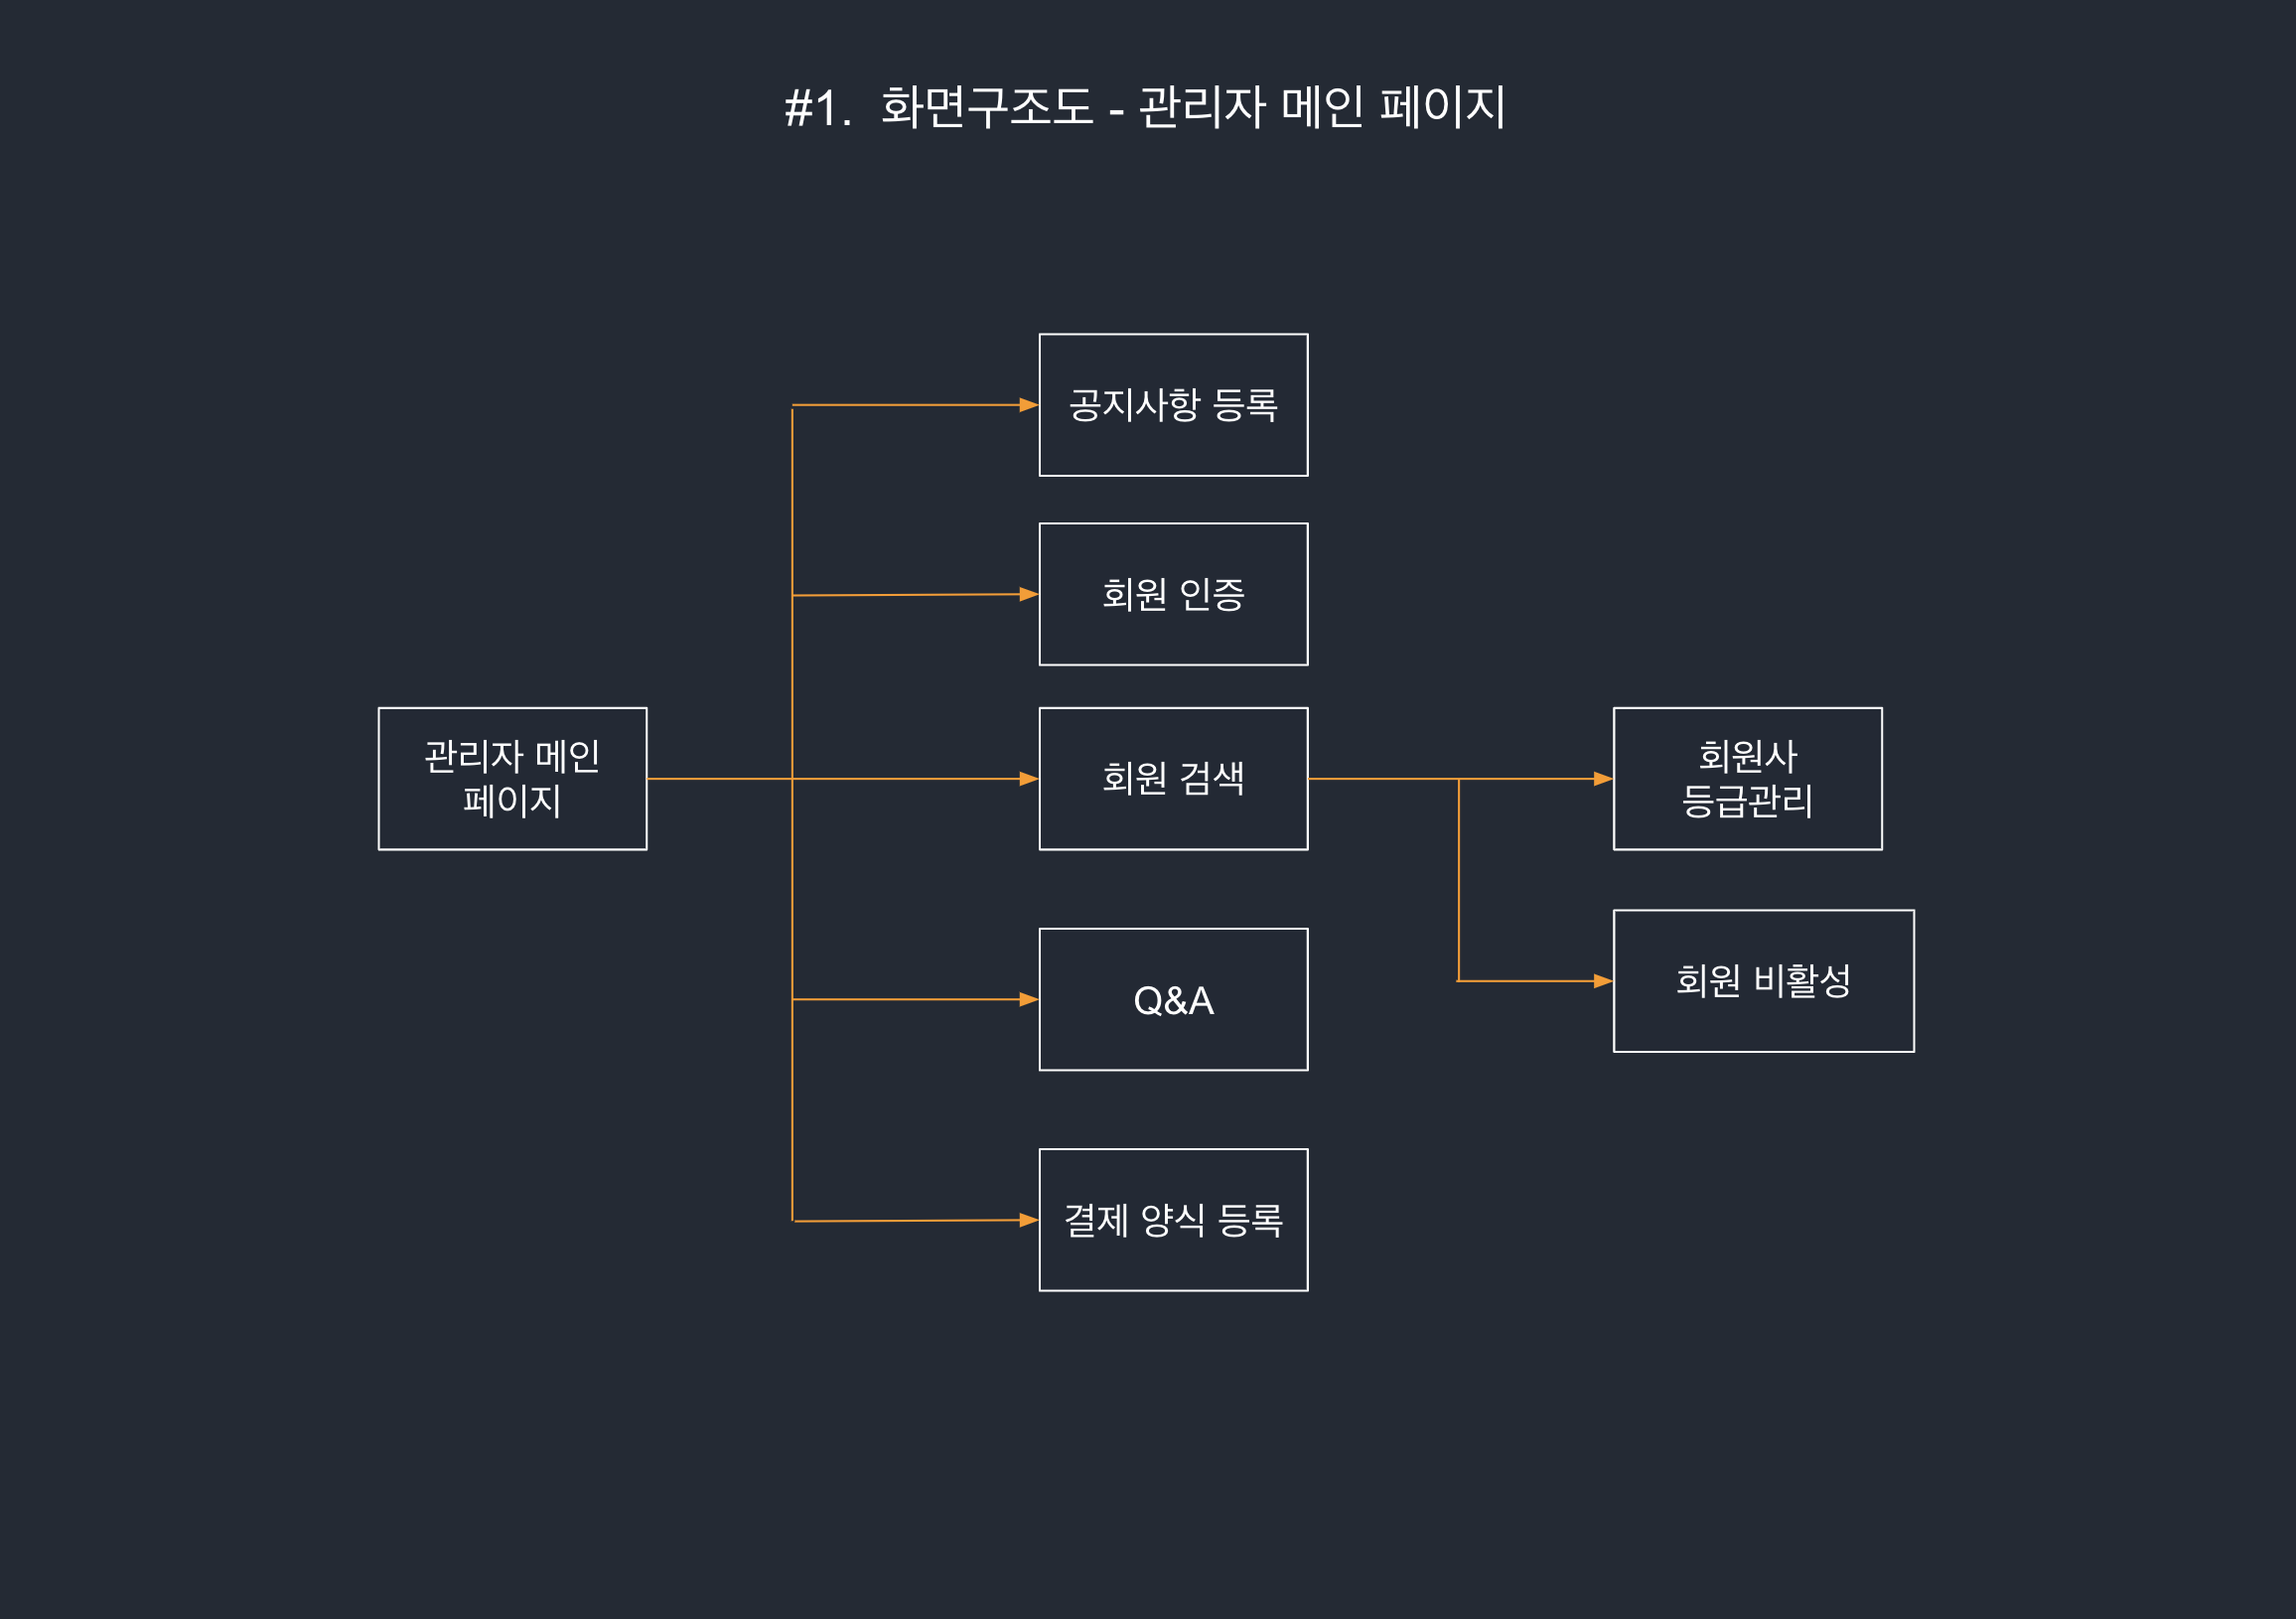 #1. 화면구조도 - 관리자 메인 페이지
공지사항 등록
회원 인증
관리자 메인
페이지
회원 검색
회원사
등급관리
회원 비활성
Q&A
결제 양식 등록